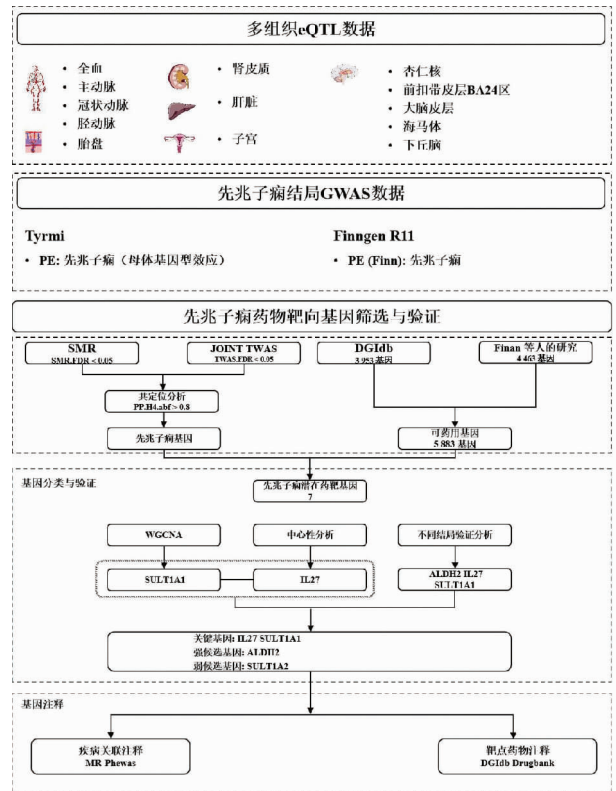 多组织eQTL数据
• 全血
• 主动脉
• 冠状动脉
• 胫动脉
• 胎盘
• 肾皮质
• 肝脏
• 子宫
• 杏仁核
• 前扣带皮层BA24区
• 大脑皮层
• 海马体
• 下丘脑
先兆子痫结局GWAS数据
Tyrmi
• PE: 先兆子痫（母体基因型效应）
Finngen R11
• PE (Finn): 先兆子痫
先兆子痫药物靶向基因筛选与验证
SMR
SMR.FDR < 0.05
JOINT TWAS
TWAS.FDR < 0.05
DGIdb
3 953 基因
Finan 等人的研究
4 463 基因
共定位分析
PP.H4.abf > 0.8
先兆子痫基因
可药用基因
5 883 基因
基因分类与验证
先兆子痫潜在药靶基因
7
WGCNA
中心性分析
不同结局验证分析
SULT1A1
IL27
ALDH2 IL27
SULT1A1
关键基因: IL27 SULT1A1
强候选基因: ALDH2
弱候选基因: SULT1A2
基因注释
疾病关联注释
MR Phewas
靶点药物注释
DGIdb Drugbank